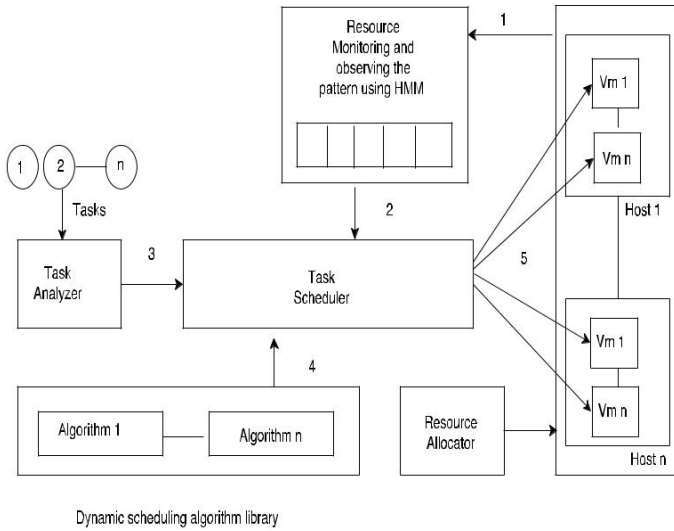 Resource
Monitoring and
observing the
pattern using HMM
1
Vm 1
Vm n
Host 1
1
2
n
Tasks
2
3
Task
Analyzer
Task
Scheduler
5
4
Vm 1
Vm n
Host n
Algorithm 1
Algorithm n
Resource
Allocator
Dynamic scheduling algorithm library